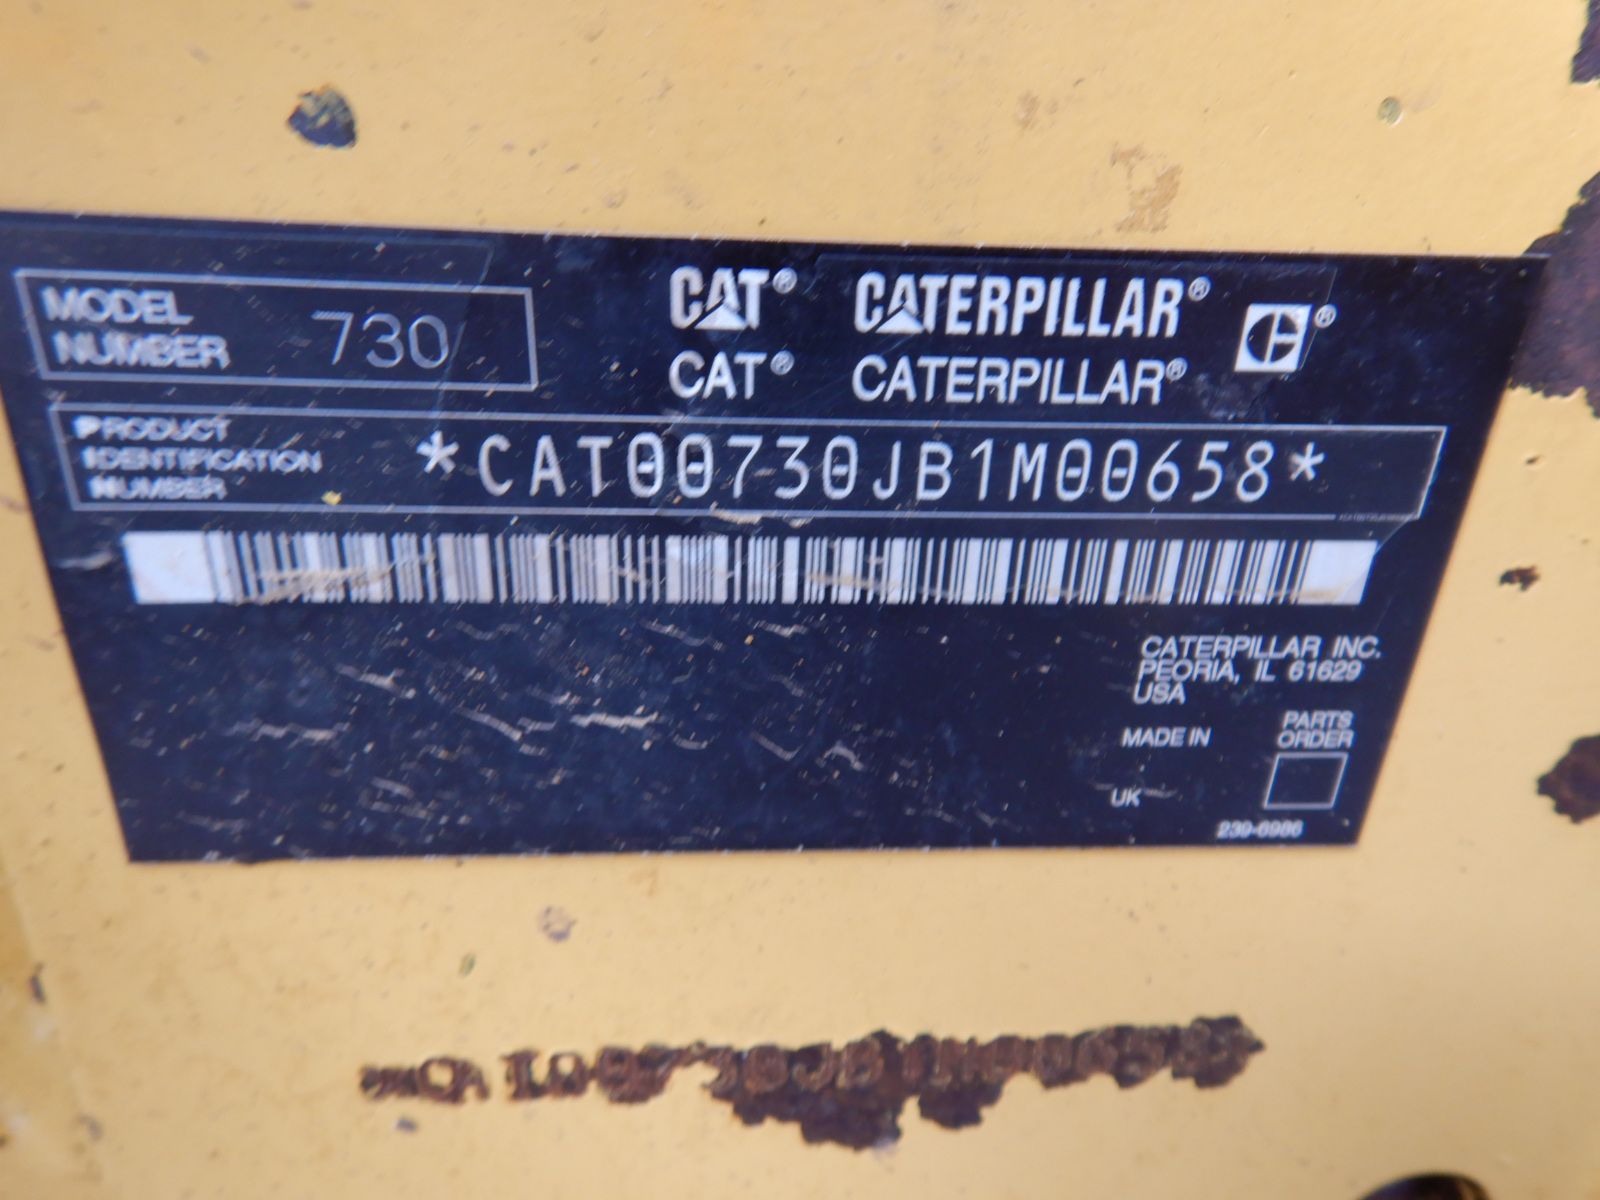 MODEL NUMBER 730
CAT® CATERPILLAR® ®
CAT® CATERPILLAR®
PRODUCT IDENTIFICATION NUMBER *CAT00730JB1M00658*
CATERPILLAR INC.
PEORIA, IL 61629
USA
MADE IN
UK
PARTS ORDER
239-6986